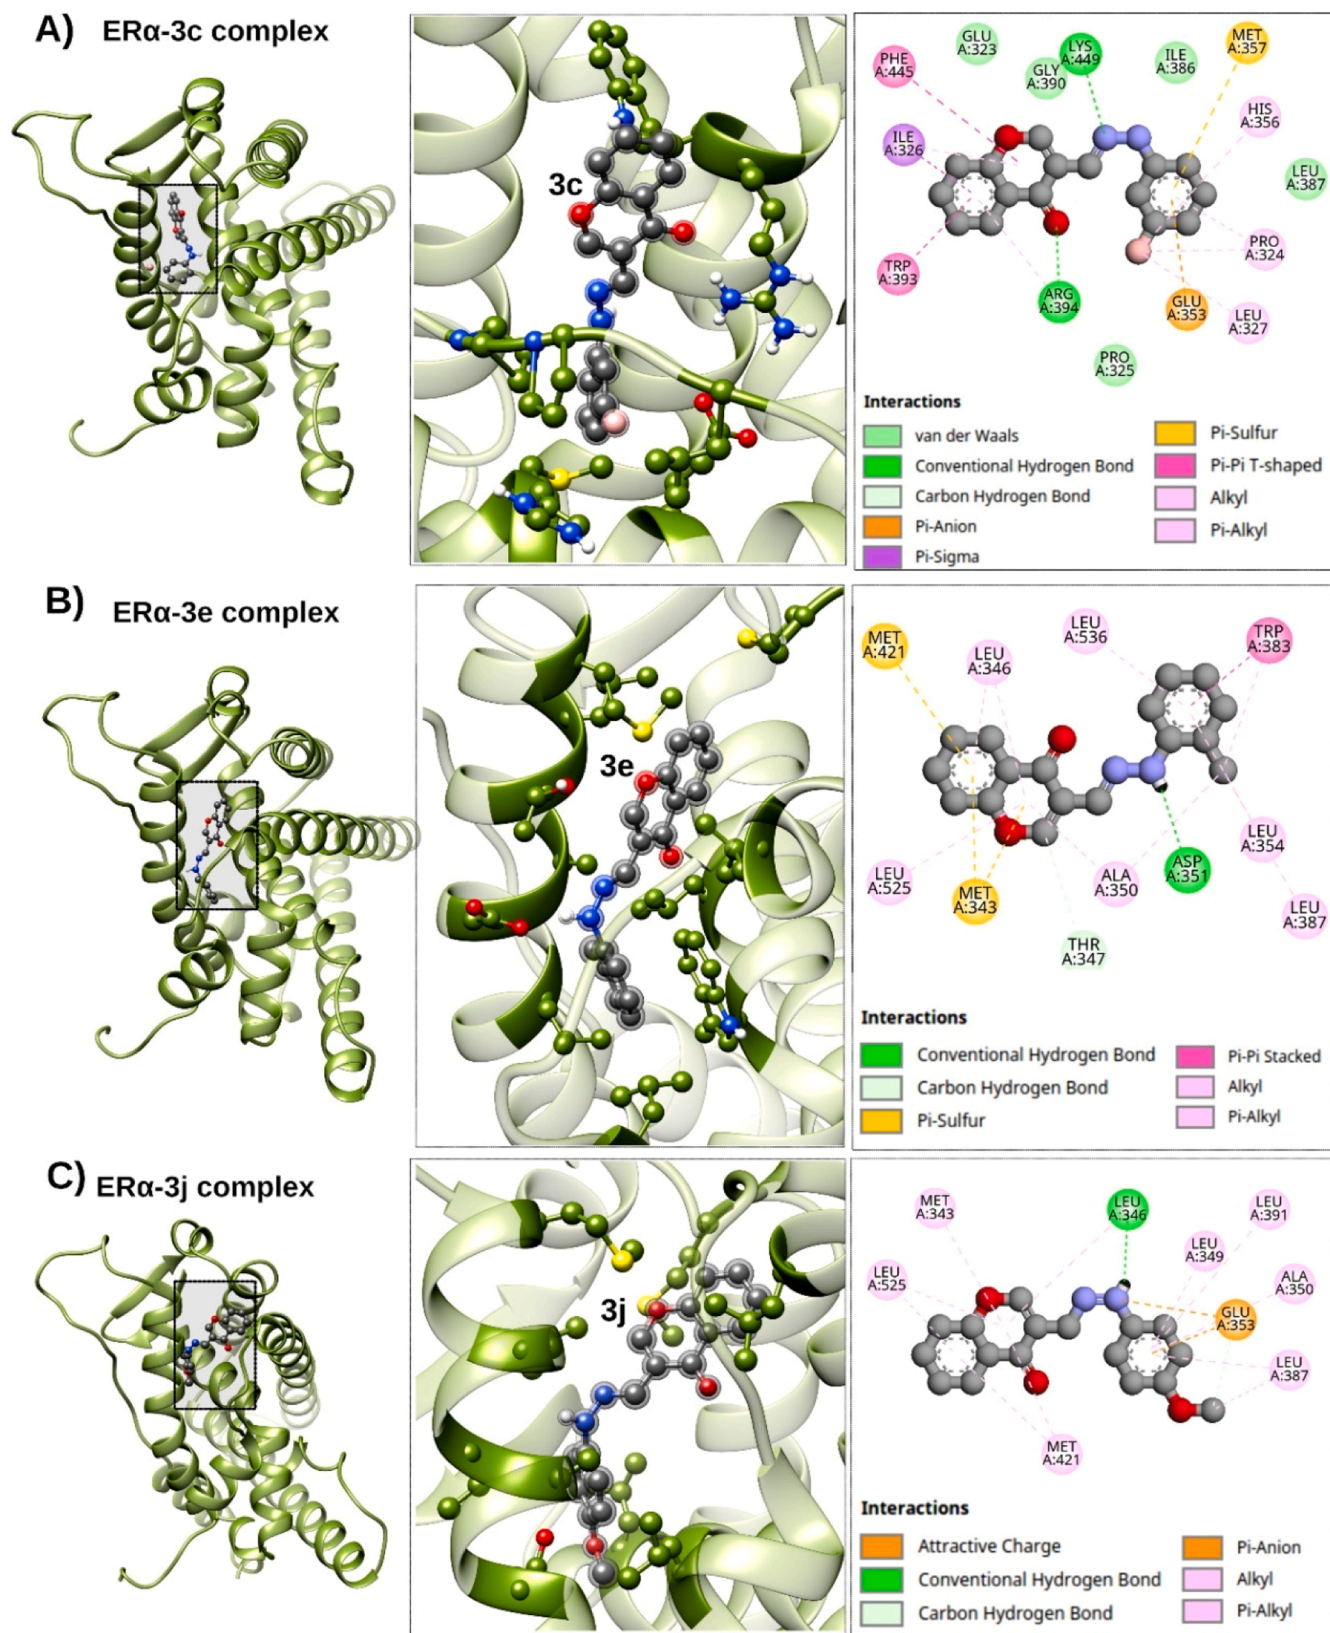 A) ERα-3c complex
3c
GLU
A:323
LYS
A:449
MET
A:357
PHE
A:445
GLY
A:390
ILE
A:386
HIS
A:356
ILE
A:326
LEU
A:387
TRP
A:393
PRO
A:324
ARG
A:394
GLU
A:353
LEU
A:327
PRO
A:325
Interactions
van der Waals
Conventional Hydrogen Bond
Carbon Hydrogen Bond
Pi-Anion
Pi-Sigma
Pi-Sulfur
Pi-Pi T-shaped
Alkyl
Pi-Alkyl
B) ERα-3e complex
3e
MET
A:421
LEU
A:346
LEU
A:536
TRP
A:383
LEU
A:525
MET
A:343
ALA
A:350
ASP
A:351
LEU
A:354
LEU
A:387
THR
A:347
Interactions
Conventional Hydrogen Bond
Carbon Hydrogen Bond
Pi-Sulfur
Pi-Pi Stacked
Alkyl
Pi-Alkyl
C) ERα-3j complex
3j
MET
A:343
LEU
A:346
LEU
A:391
LEU
A:349
LEU
A:525
ALA
A:350
GLU
A:353
LEU
A:387
MET
A:421
Interactions
Attractive Charge
Conventional Hydrogen Bond
Carbon Hydrogen Bond
Pi-Anion
Alkyl
Pi-Alkyl